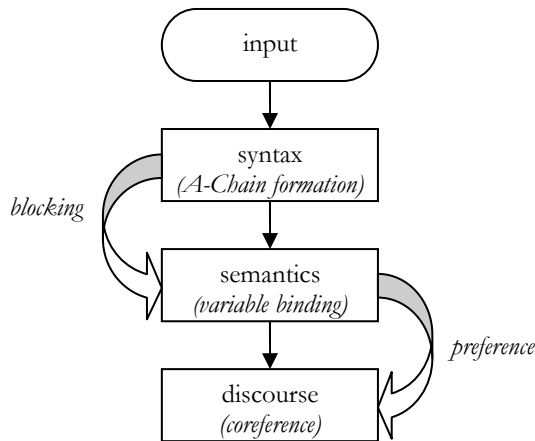 input
syntax
(A-Chain formation)
blocking
semantics
(variable binding)
preference
discourse
(coreference)